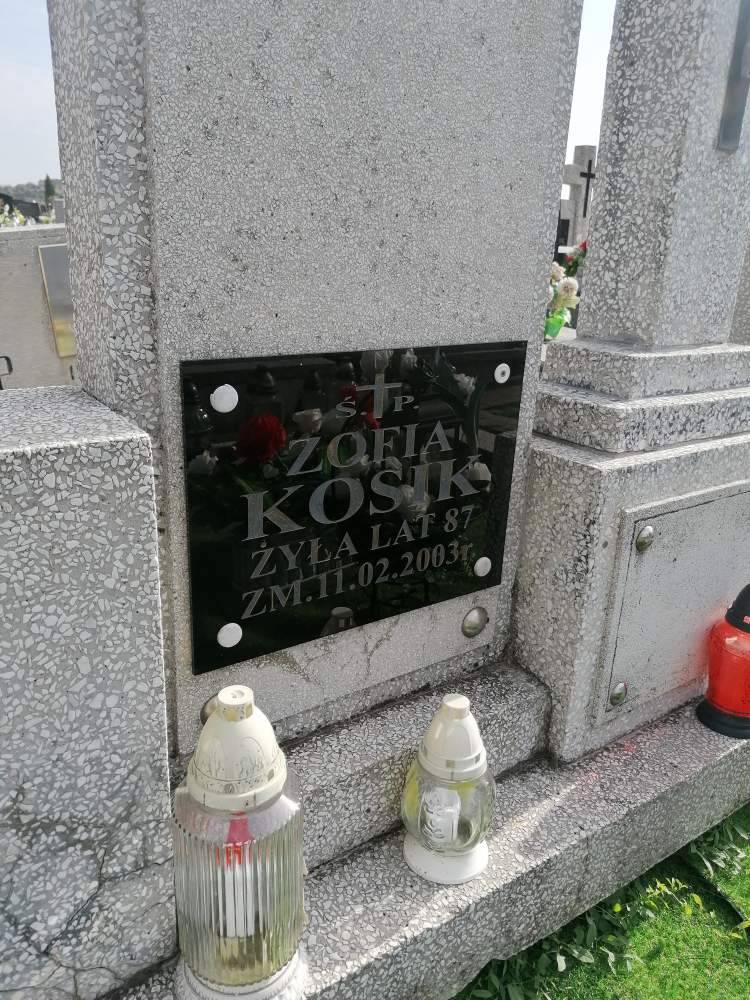 Ś P.
ZOFIA
KOSIK
ŻYŁA LAT 87
ZM.11.02.2003r.